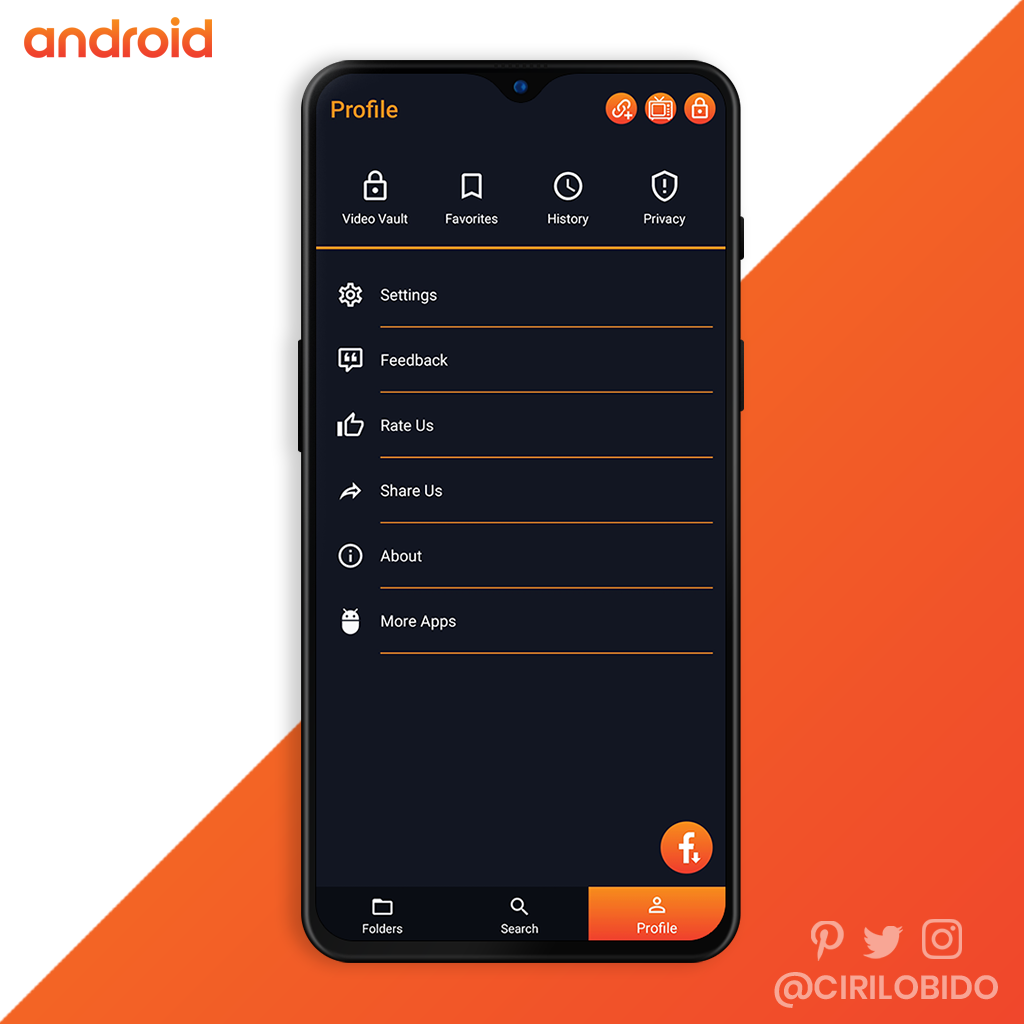 android
Profile
Video Vault
Favorites
History
Privacy
Settings
Feedback
Rate Us
Share Us
About
More Apps
Folders
Search
Profile
@CIRILOBIDO